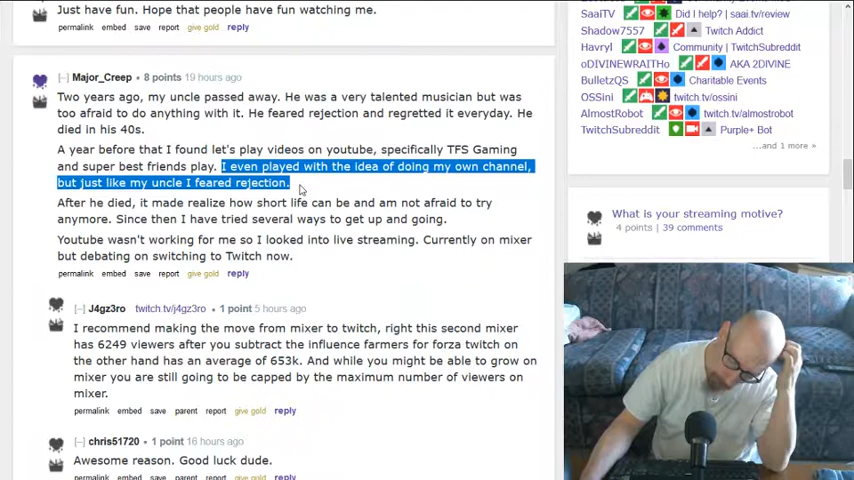 Just have fun. Hope that people have fun watching me.
permalink embed save report give gold reply
[–] Major_Creep • 8 points 19 hours ago
Two years ago, my uncle passed away. He was a very talented musician but was
too afraid to do anything with it. He feared rejection and regretted it everyday. He
died in his 40s.
A year before that I found let's play videos on youtube, specifically TFS Gaming
and super best friends play. I even played with the idea of doing my own channel,
but just like my uncle I feared rejection.
After he died, it made realize how short life can be and am not afraid to try
anymore. Since then I have tried several ways to get up and going.
Youtube wasn't working for me so I looked into live streaming. Currently on mixer
but debating on switching to Twitch now.
permalink embed save report give gold reply
[–] J4gz3ro twitch.tv/j4gz3ro • 1 point 5 hours ago
I recommend making the move from mixer to twitch, right this second mixer
has 6249 viewers after you subtract the influence farmers for forza twitch on
the other hand has an average of 653k. And while you might be able to grow on
mixer you are still going to be capped by the maximum number of viewers on
mixer.
permalink embed save parent report give gold reply
[–] chris51720 • 1 point 16 hours ago
Awesome reason. Good luck dude.
permalink embed save parent report give gold reply
SaaiTV Did I help? | saai.tv/review
Shadow7557 Twitch Addict
Havryl Community | TwitchSubreddit
oDIVINEWRAITHo AKA 2DIVINE
BulletzQS Charitable Events
OSSini twitch.tv/ossini
AlmostRobot twitch.tv/almostrobot
TwitchSubreddit Purple+ Bot
...and 1 more »
What is your streaming motive?
4 points | 39 comments